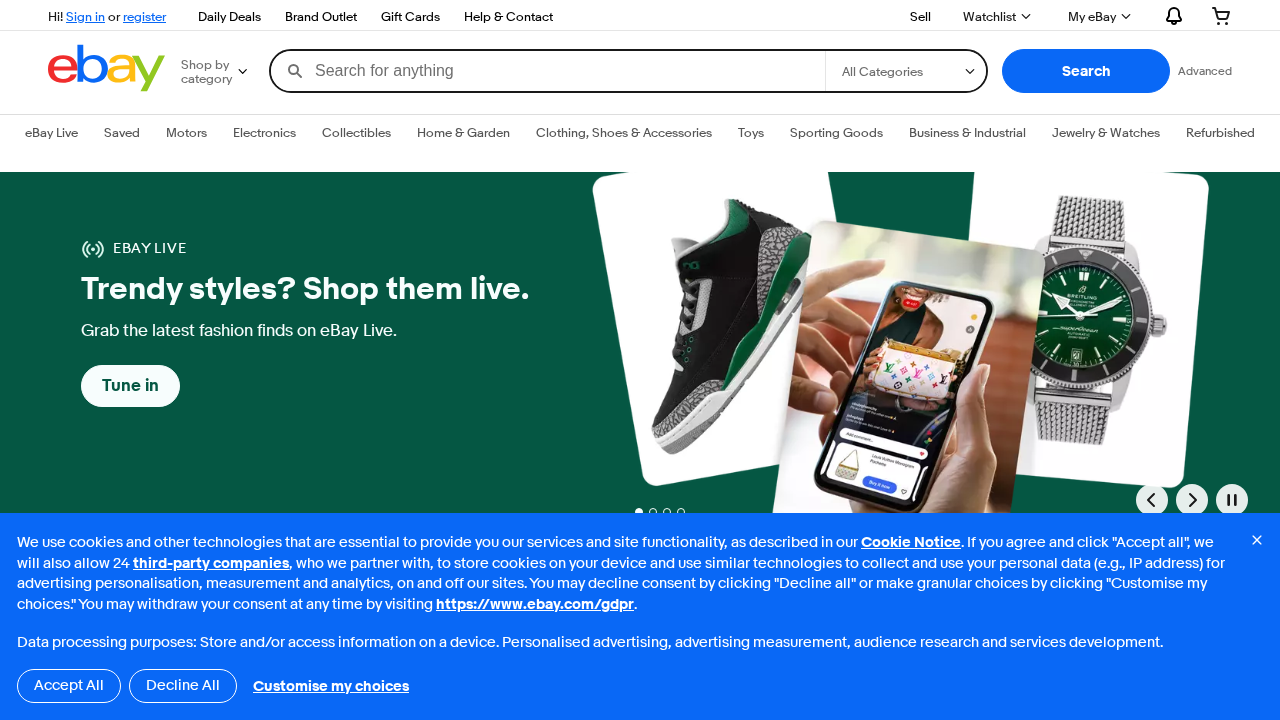 Hi! Sign in or register
Daily Deals
Brand Outlet
Gift Cards
Help & Contact
Sell
Watchlist
My eBay
ebay
Shop by category
Search for anything
All Categories
Search
Advanced
eBay Live
Saved
Motors
Electronics
Collectibles
Home & Garden
Clothing, Shoes & Accessories
Toys
Sporting Goods
Business & Industrial
Jewelry & Watches
Refurbished
EBAY LIVE
Trendy styles? Shop them live.
Grab the latest fashion finds on eBay Live.
Tune in
BREITLING
Buy it now
We use cookies and other technologies that are essential to provide you our services and site functionality, as described in our Cookie Notice. If you agree and click "Accept all", we
will also allow 24 third-party companies, who we partner with, to store cookies on your device and use similar technologies to collect and use your personal data (e.g., IP address) for
advertising personalisation, measurement and analytics, on and off our sites. You may decline consent by clicking "Decline all" or make granular choices by clicking "Customise my
choices." You may withdraw your consent at any time by visiting https://www.ebay.com/gdpr.
Data processing purposes: Store and/or access information on a device. Personalised advertising, advertising measurement, audience research and services development.
Accept All
Decline All
Customise my choices